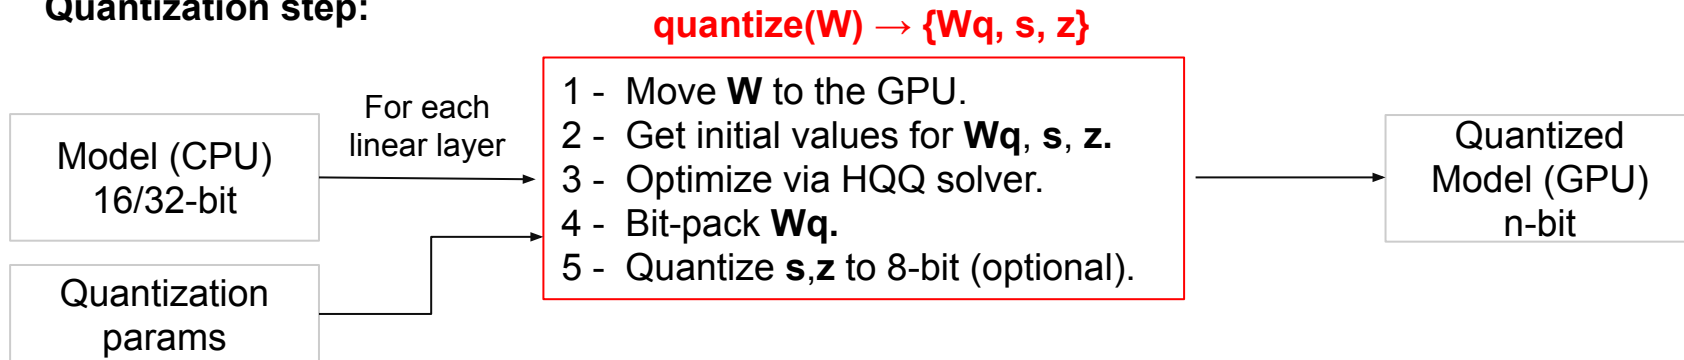 Quantization step:
quantize(W) → {Wq, s, z}
For each
linear layer
Model (CPU)
16/32-bit
Quantization
params
1 - Move W to the GPU.
2 - Get initial values for Wq, s, z.
3 - Optimize via HQQ solver.
4 - Bit-pack Wq.
5 - Quantize s,z to 8-bit (optional).
Quantized
Model (GPU)
n-bit